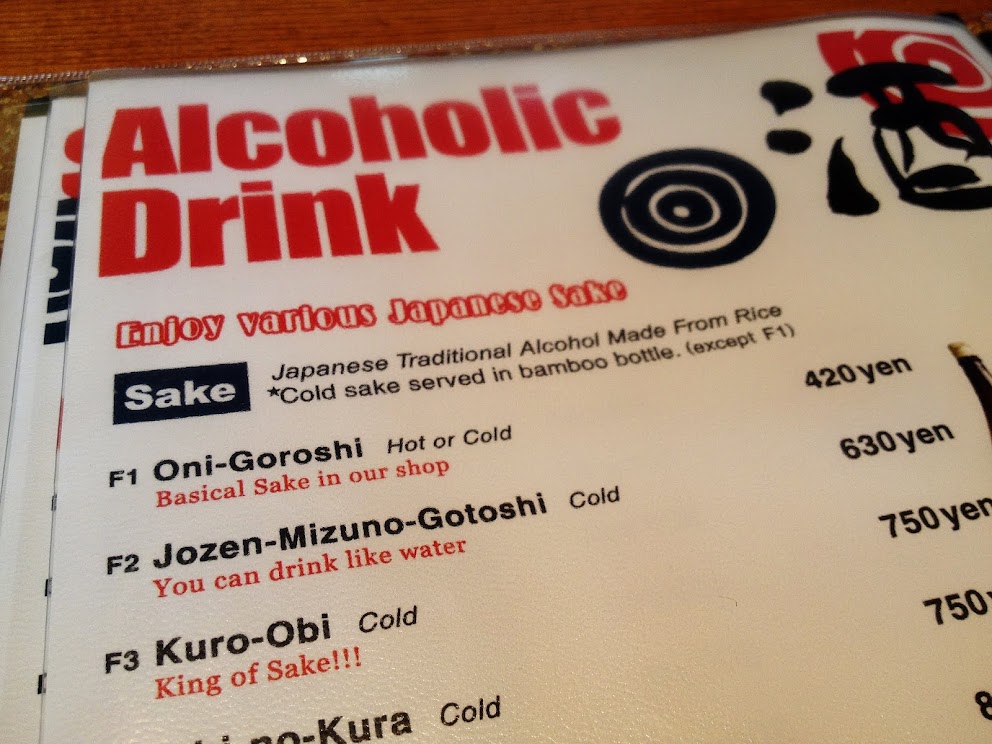 酒
Alcoholic
Drink
Enjoy various Japanese Sake
Sake
Japanese Traditional Alcohol Made From Rice
*Cold sake served in bamboo bottle. (except F1)
F1 Oni-Goroshi Hot or Cold 420yen
Basical Sake in our shop
F2 Jozen-Mizuno-Gotoshi Cold 630yen
You can drink like water
F3 Kuro-Obi Cold 750yen
King of Sake!!!
no-Kura Cold 750